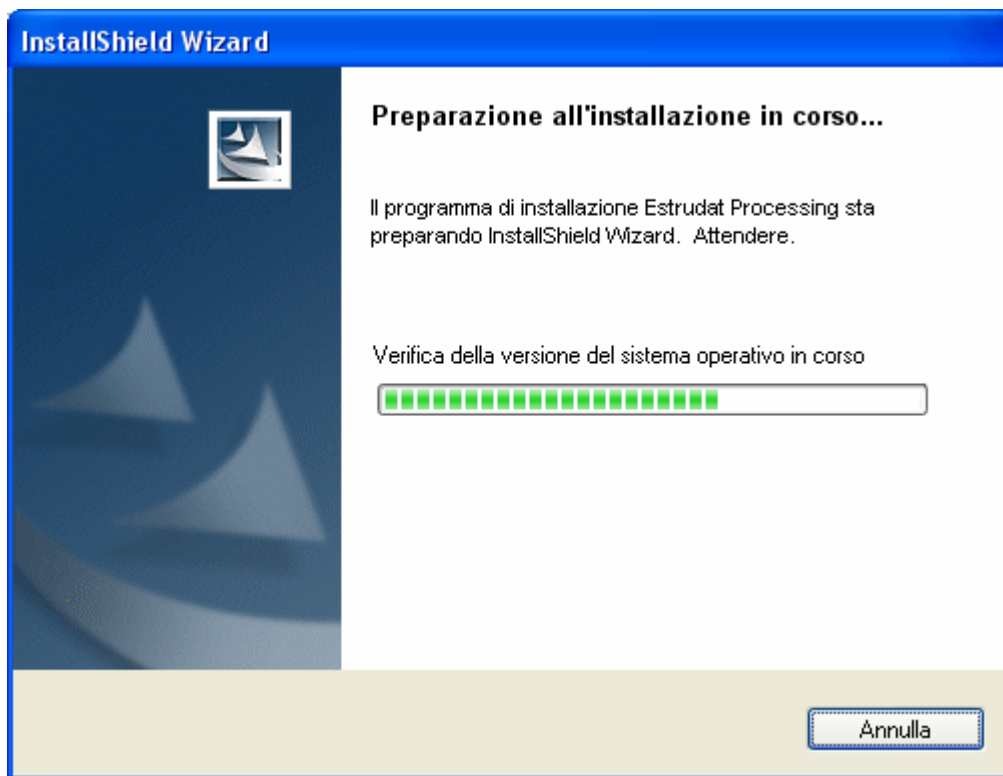 InstallShield Wizard
Preparazione all'installazione in corso...
Il programma di installazione Estrudat Processing sta
preparando InstallShield Wizard.  Attendere.
Verifica della versione del sistema operativo in corso
Annulla